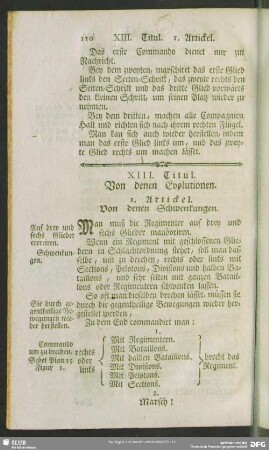 110 XIII. Titul. 1. Artickel.
Das erste Commando dienet nur zur
Nachricht.
Bey dem zweyten, marschiret das erste Glied
links den Seiten-Schritt, das zweyte rechts den
Seiten-Schritt und das dritte Glied vorwärts
den kleinen Schritt, um seinen Platz wieder zu
nehmen.
Bey dem dritten, machen alle Compagnien
Halt und richten sich nach ihrem rechten Flügel.
Man kan sich auch wieder herstellen, indem
man das erste Glied links um, und das zwey-
te Glied rechts um machen lässet.
XIII. Titul.
Von denen Evolutionen.
1. Artickel.
Von denen Schwenkungen.
Auf drey und
sechs Glieder
exerciren.
Man muß die Regimenter auf drey und
sechs Glieder manövriren.
Schwenkun-
gen.
Wenn ein Regiment mit geschlossenen Glie-
dern in Schlachtordnung stehet, soll man das-
selbe, um zu brechen, rechts oder links mit
Sections, Pelotons, Divisions und halben Ba-
taillons, und sehr selten mit gantzen Batail-
lons oder Regimentern schwenken lassen.
Sie durch ge-
genthailige Be-
wegungen wie-
der herstellen.
So oft man dieselben brechen lässet, müssen sie
durch die gegentheilige Bewegungen wieder her-
gestellet werden,
Zu dem End commandirt man:
1.
Commando
um zu brechen,
Siehet Plan 15
Figur 1.
rechts
oder
links
Mit Regimentern.
Mit Bataillons.
Mit halben Bataillons.
Mit Divisions.
Mit Pelotons.
Mit Sections.
brecht das
Regiment.
2.
Marsch!
SLUB